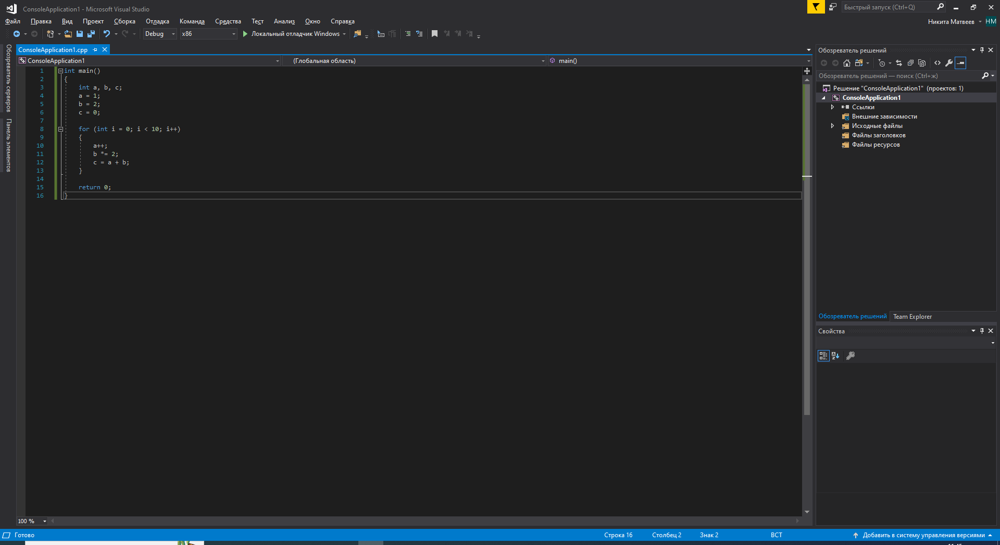 ConsoleApplication1 - Microsoft Visual Studio
Быстрый запуск (Ctrl+Q)
Файл Правка Вид Проект Сборка Отладка Команда Средства Тест Анализ Окно Справка
Никита Матвеев НМ
Debug x86 Локальный отладчик Windows
Обозреватель серверов
Панель элементов
ConsoleApplication1.cpp
ConsoleApplication1 (Глобальная область) main()
1 int main()
2 {
3 int a, b, c;
4 a = 1;
5 b = 2;
6 c = 0;
7
8 for (int i = 0; i < 10; i++)
9 {
10 a++;
11 b *= 2;
12 c = a + b;
13 }
14
15 return 0;
16 }
100 %
Обозреватель решений
Обозреватель решений — поиск (Ctrl+ж)
Решение "ConsoleApplication1" (проектов: 1)
ConsoleApplication1
Ссылки
Внешние зависимости
Исходные файлы
Файлы заголовков
Файлы ресурсов
Обозреватель решений Team Explorer
Свойства
Готово Строка 16 Столбец 2 Знак 2 ВСТ Добавить в систему управления версиями